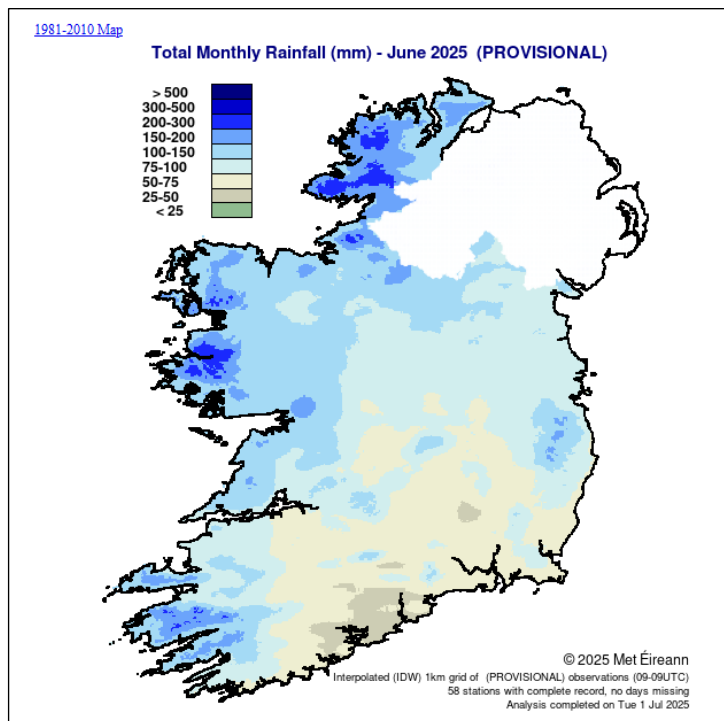 1981-2010 Map
Total Monthly Rainfall (mm) - June 2025 (PROVISIONAL)
> 500
300-500
200-300
150-200
100-150
75-100
50-75
25-50
< 25
© 2025 Met Éireann
Interpolated (IDW) 1km grid of (PROVISIONAL) observations (09-09UTC)
58 stations with complete record, no days missing
Analysis completed on Tue 1 Jul 2025